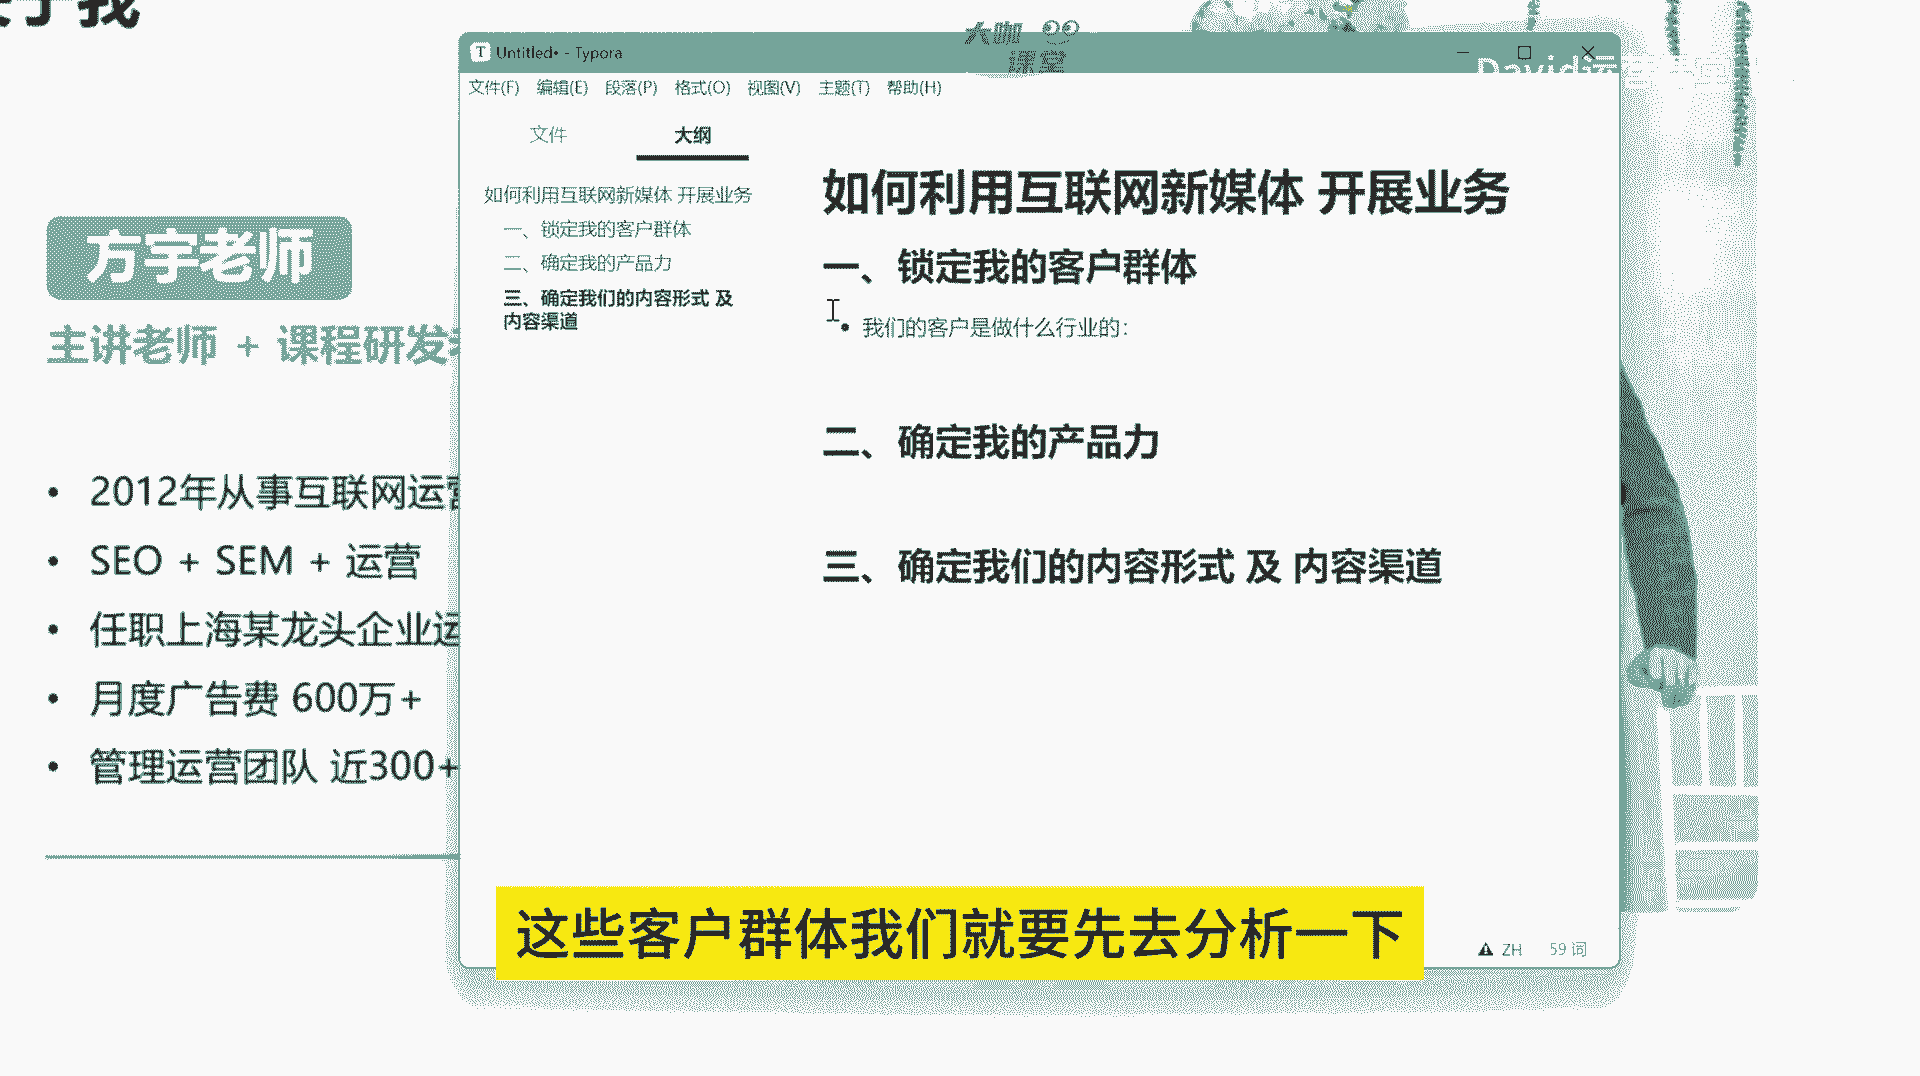 于我
大咖
课堂
Untitled• - Typora
文件(F) 编辑(E) 段落(P) 格式(O) 视图(V) 主题(T) 帮助(H)
文件 大纲
如何利用互联网新媒体 开展业务
一、锁定我的客户群体
二、确定我的产品力
三、确定我们的内容形式 及
内容渠道
如何利用互联网新媒体 开展业务
一、锁定我的客户群体
• 我们的客户是做什么行业的:
二、确定我的产品力
三、确定我们的内容形式 及 内容渠道
ZH 59 词
方宇老师
主讲老师 + 课程研发
• 2012年从事互联网运营
• SEO + SEM + 运营
• 任职上海某龙头企业运
• 月度广告费 600万+
• 管理运营团队 近300+
这些客户群体我们就要先去分析一下